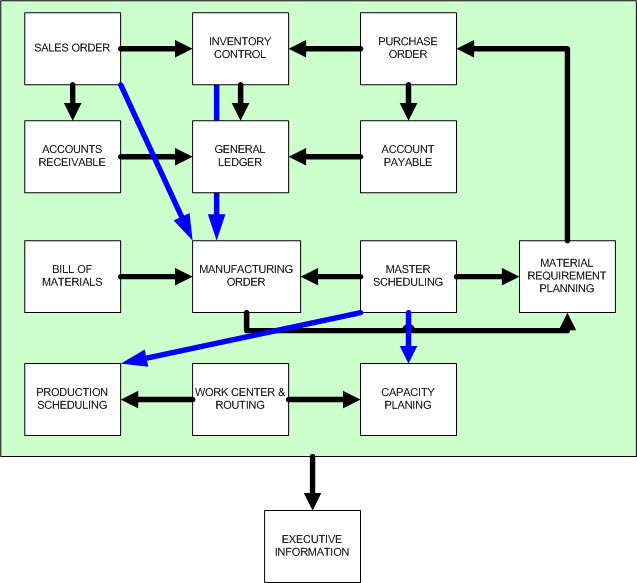 SALES ORDER
INVENTORY
CONTROL
PURCHASE
ORDER
ACCOUNTS
RECEIVABLE
GENERAL
LEDGER
ACCOUNT
PAYABLE
BILL OF
MATERIALS
MANUFACTURING
ORDER
MASTER
SCHEDULING
MATERIAL
REQUIREMENT
PLANNING
PRODUCTION
SCHEDULING
WORK CENTER &
ROUTING
CAPACITY
PLANING
EXECUTIVE
INFORMATION